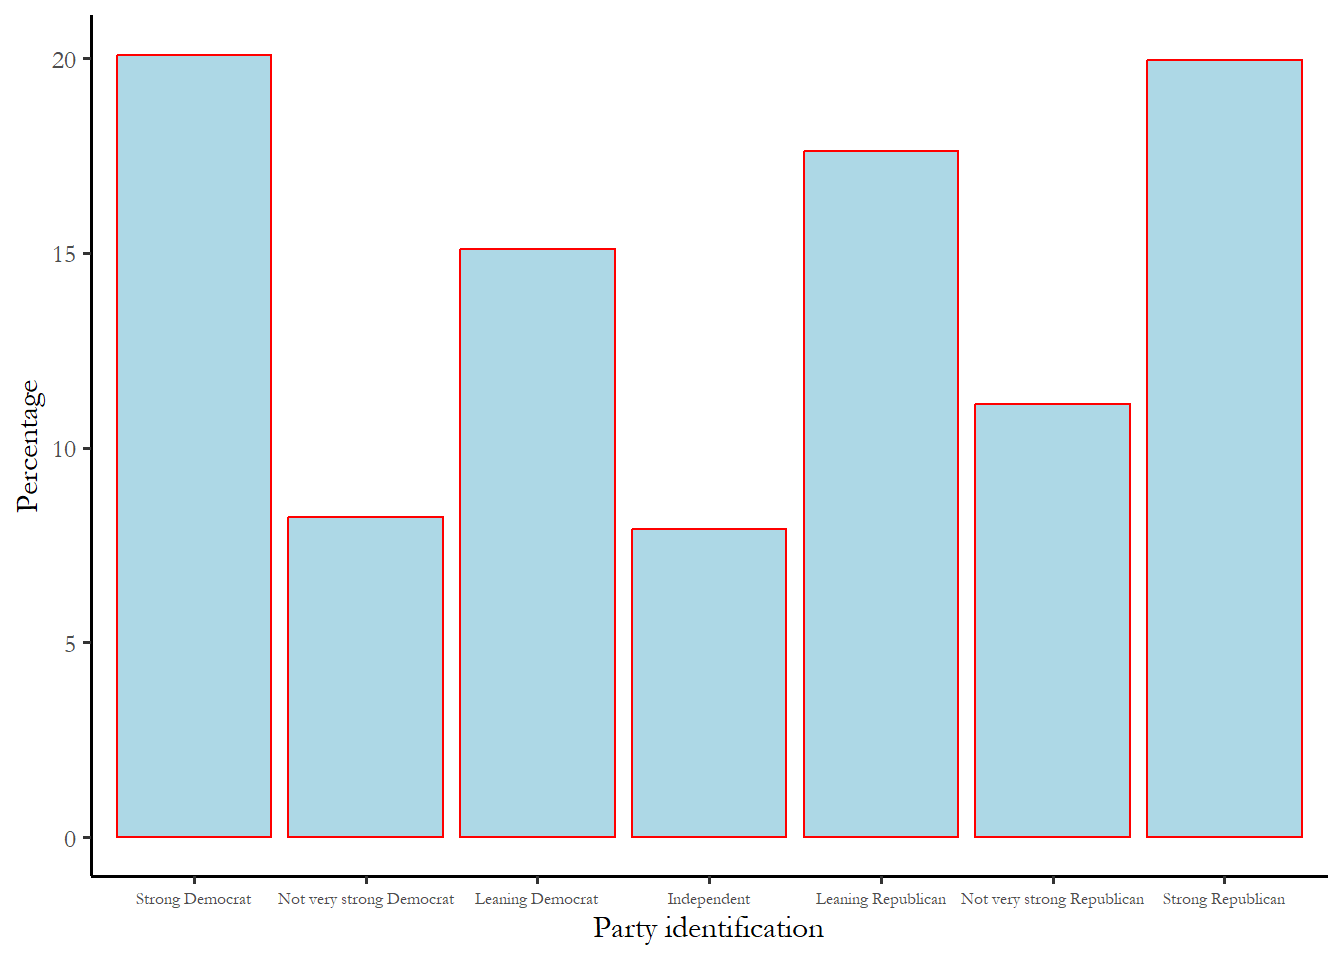 20
15
10
5
0
Percentage
Strong Democrat Not very strong Democrat Leaning Democrat Independent Leaning Republican Not very strong Republican Strong Republican
Party identification